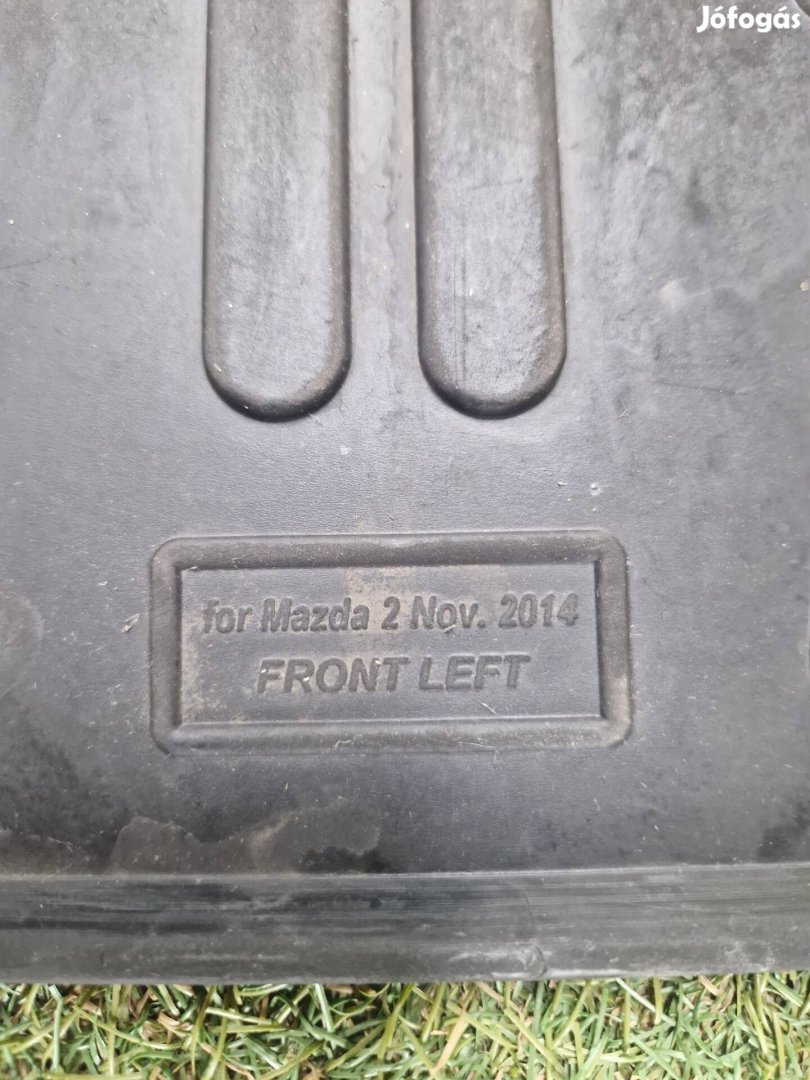 Jófogás
for Mazda 2 Nov. 2014
FRONT LEFT